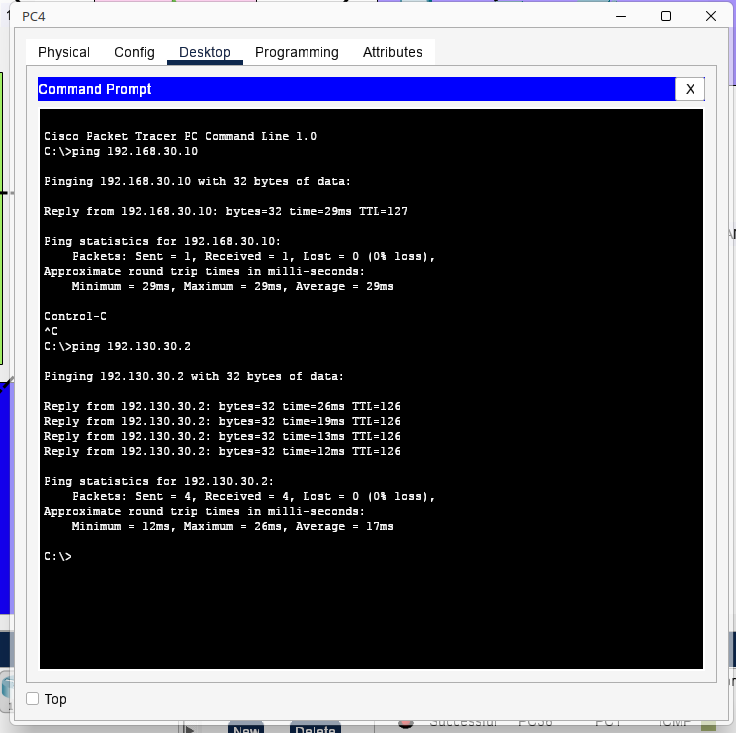 PC4
Physical Config Desktop Programming Attributes
Command Prompt X
Cisco Packet Tracer PC Command Line 1.0
C:\>ping 192.168.30.10
Pinging 192.168.30.10 with 32 bytes of data:
Reply from 192.168.30.10: bytes=32 time=29ms TTL=127
Ping statistics for 192.168.30.10:
Packets: Sent = 1, Received = 1, Lost = 0 (0% loss),
Approximate round trip times in milli-seconds:
Minimum = 29ms, Maximum = 29ms, Average = 29ms
Control-C
^C
C:\>ping 192.130.30.2
Pinging 192.130.30.2 with 32 bytes of data:
Reply from 192.130.30.2: bytes=32 time=26ms TTL=126
Reply from 192.130.30.2: bytes=32 time=19ms TTL=126
Reply from 192.130.30.2: bytes=32 time=13ms TTL=126
Reply from 192.130.30.2: bytes=32 time=12ms TTL=126
Ping statistics for 192.130.30.2:
Packets: Sent = 4, Received = 4, Lost = 0 (0% loss),
Approximate round trip times in milli-seconds:
Minimum = 12ms, Maximum = 26ms, Average = 17ms
C:\>
Top
New Delete Successful PC1 ICMP